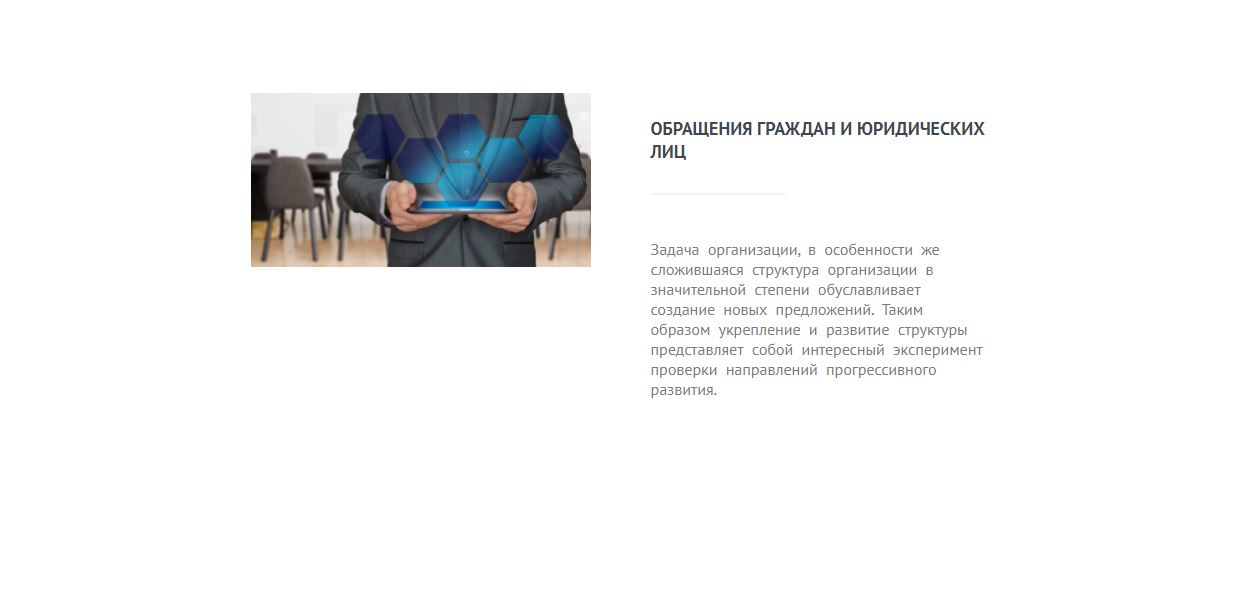 ОБРАЩЕНИЯ ГРАЖДАН И ЮРИДИЧЕСКИХ
ЛИЦ
Задача организации, в особенности же
сложившаяся структура организации в
значительной степени обуславливает
создание новых предложений. Таким
образом укрепление и развитие структуры
представляет собой интересный эксперимент
проверки направлений прогрессивного
развития.